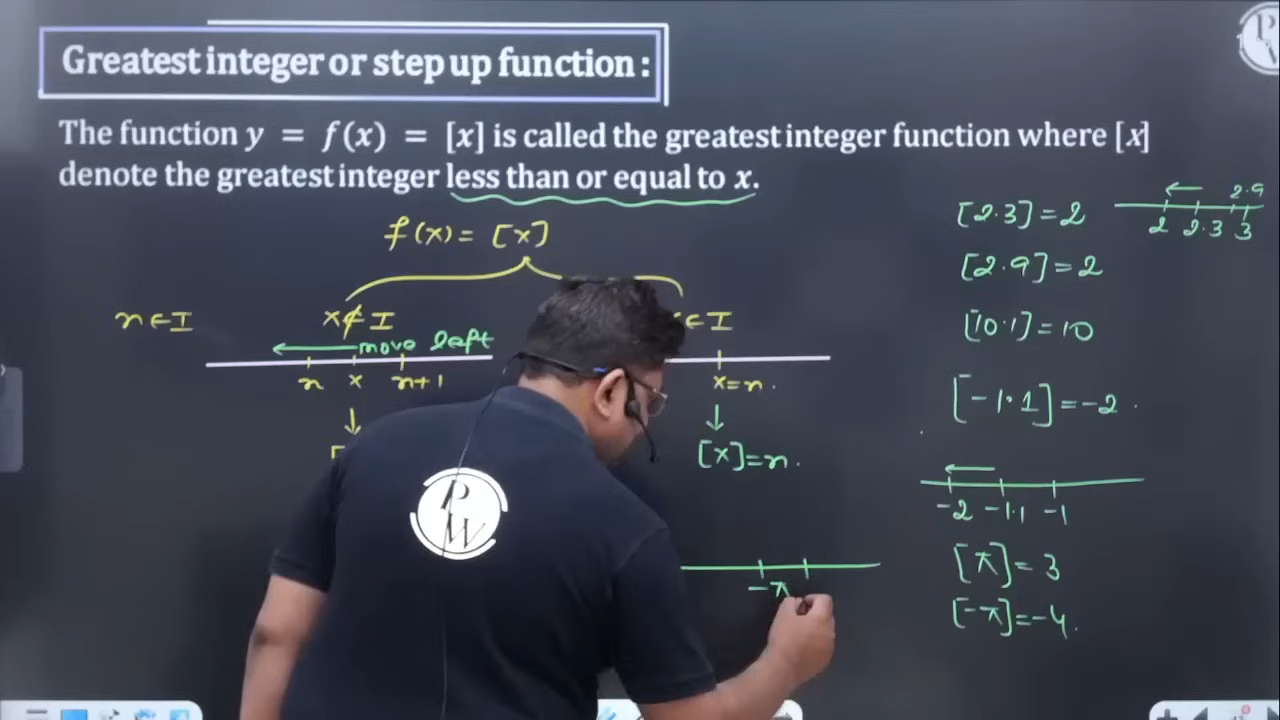 Greatest integer or step up function :
The function y = f(x) = [x] is called the greatest integer function where [x]
denote the greatest integer less than or equal to x.
f(x) = [x]
n∈I
x∉I
∈I
move left
n x n+1
x=n.
[x]=n.
-π
[2.3]=2
[2.9]=2
[10.1]=10
[-1.1]=-2.
2.9
2 2.3 3
-2 -1.1 -1
[π]=3
[-π]=-4.
P
W
P